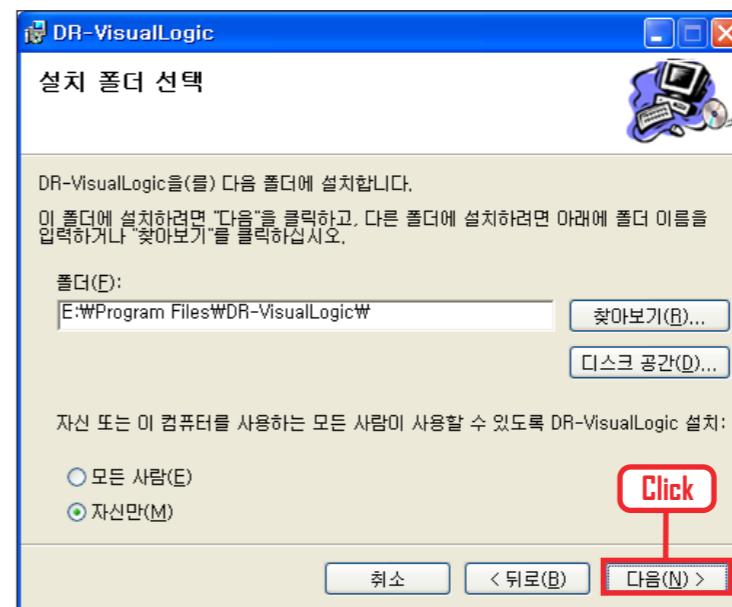 DR-VisualLogic
설치 폴더 선택
DR-VisualLogic을(를) 다음 폴더에 설치합니다.
이 폴더에 설치하려면 "다음"을 클릭하고, 다른 폴더에 설치하려면 아래에 폴더 이름을
입력하거나 "찾아보기"를 클릭하십시오.
폴더(F):
E:₩Program Files₩DR-VisualLogic₩
찾아보기(R)...
디스크 공간(D)...
자신 또는 이 컴퓨터를 사용하는 모든 사람이 사용할 수 있도록 DR-VisualLogic 설치:
모든 사람(E)
자신만(M)
Click
취소
< 뒤로(B)
다음(N) >